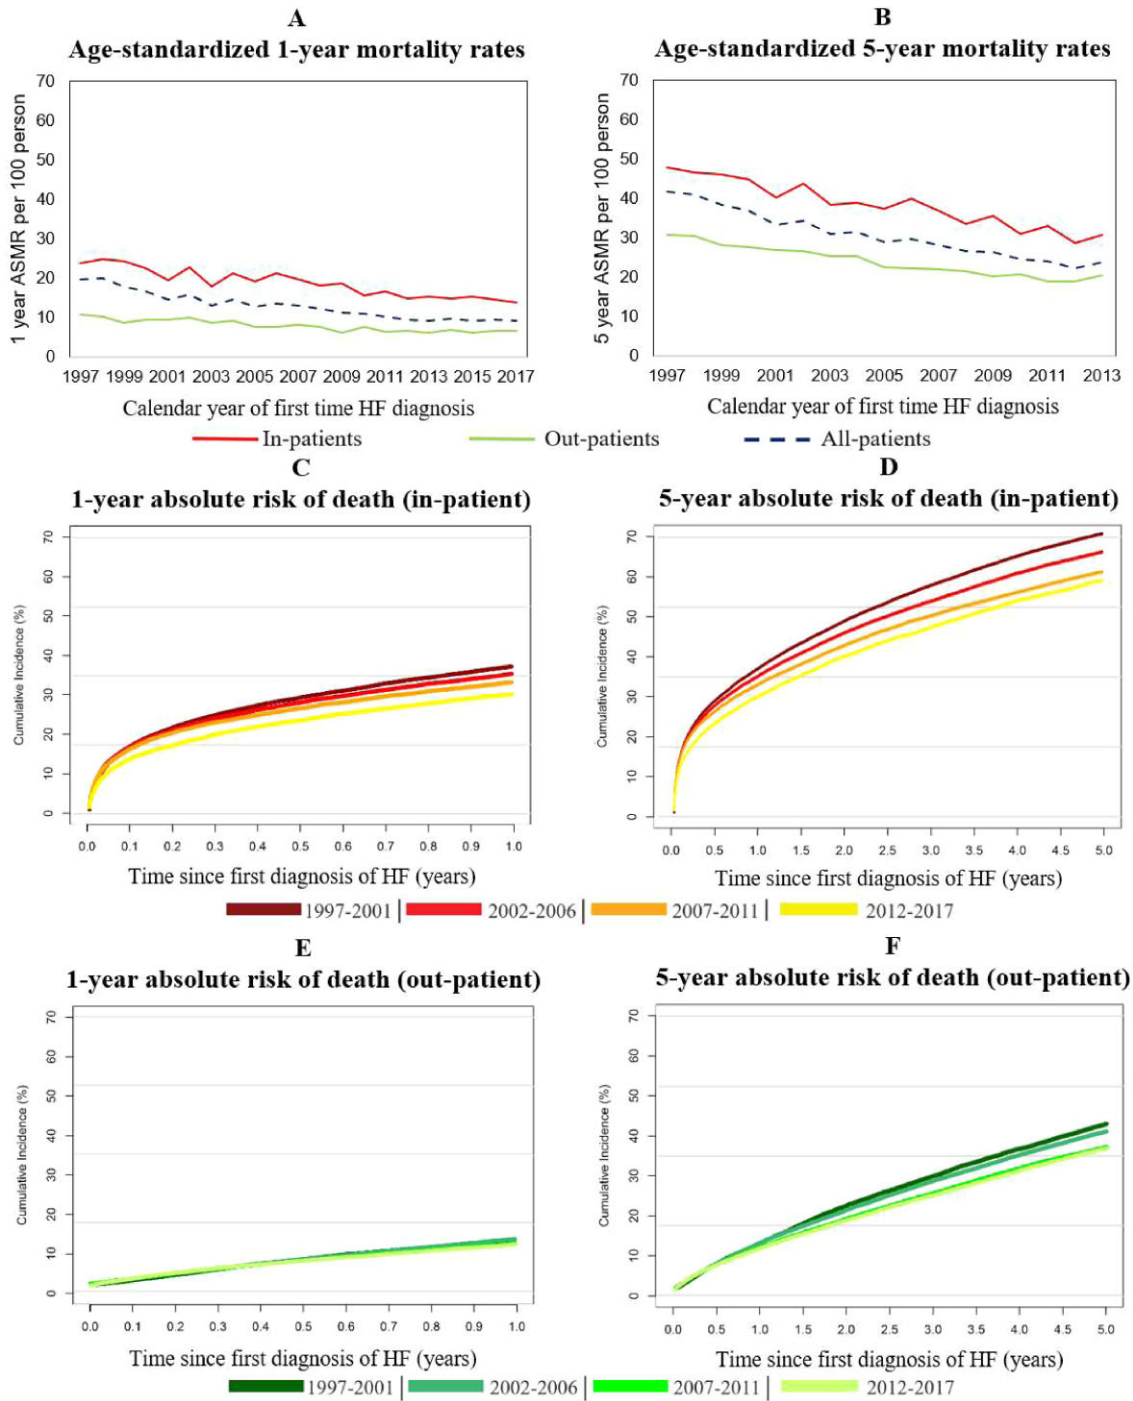 A
Age-standardized 1-year mortality rates
1 year ASMR per 100 person
70
60
50
40
30
20
10
0
1997 1999 2001 2003 2005 2007 2009 2011 2013 2015 2017
Calendar year of first time HF diagnosis
B
Age-standardized 5-year mortality rates
5 year ASMR per 100 person
70
60
50
40
30
20
10
0
1997 1999 2001 2003 2005 2007 2009 2011 2013
Calendar year of first time HF diagnosis
In-patients Out-patients All-patients
C
1-year absolute risk of death (in-patient)
Cumulative Incidence (%)
70
60
50
40
30
20
10
0
0.0 0.1 0.2 0.3 0.4 0.5 0.6 0.7 0.8 0.9 1.0
Time since first diagnosis of HF (years)
D
5-year absolute risk of death (in-patient)
Cumulative Incidence (%)
70
60
50
40
30
20
10
0
0.0 0.5 1.0 1.5 2.0 2.5 3.0 3.5 4.0 4.5 5.0
Time since first diagnosis of HF (years)
1997-2001 | 2002-2006 | 2007-2011 | 2012-2017
E
1-year absolute risk of death (out-patient)
Cumulative Incidence (%)
70
60
50
40
30
20
10
0
0.0 0.1 0.2 0.3 0.4 0.5 0.6 0.7 0.8 0.9 1.0
Time since first diagnosis of HF (years)
F
5-year absolute risk of death (out-patient)
Cumulative Incidence (%)
70
60
50
40
30
20
10
0
0.0 0.5 1.0 1.5 2.0 2.5 3.0 3.5 4.0 4.5 5.0
Time since first diagnosis of HF (years)
1997-2001 | 2002-2006 | 2007-2011 | 2012-2017